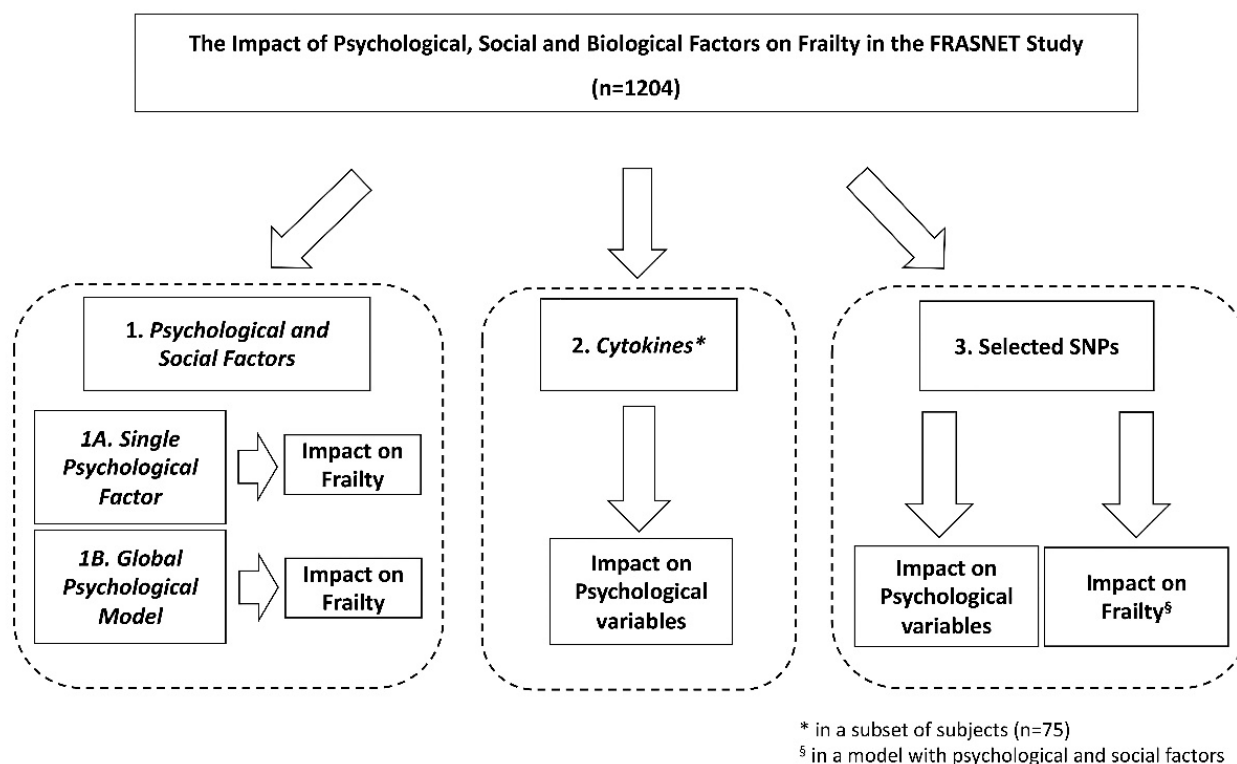 The Impact of Psychological, Social and Biological Factors on Frailty in the FRASNET Study
(n=1204)
1. Psychological and
Social Factors
1A. Single
Psychological
Factor
Impact on
Frailty
1B. Global
Psychological
Model
Impact on
Frailty
2. Cytokines*
Impact on
Psychological
variables
3. Selected SNPs
Impact on
Psychological
variables
Impact on
Frailty§
* in a subset of subjects (n=75)
§ in a model with psychological and social factors